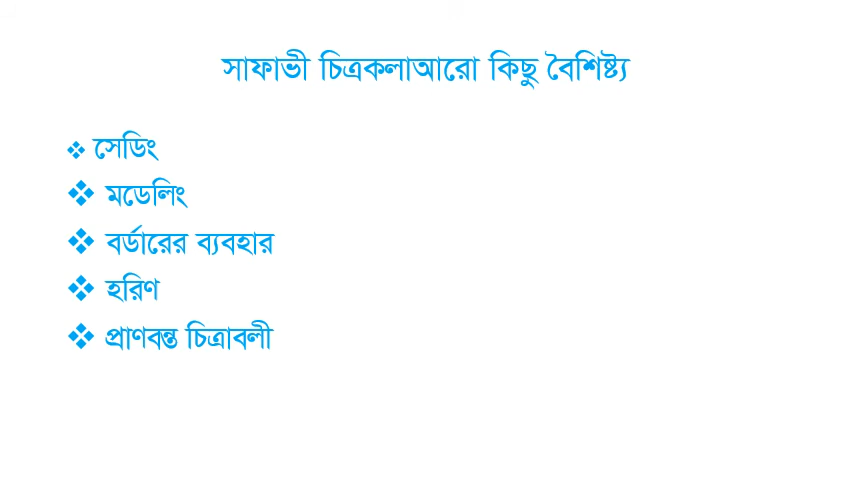 সাফাভী চিত্রকলাআরো কিছু বৈশিষ্ট্য
❖ সেডিং
❖ মডেলিং
❖ বর্ডারের ব্যবহার
❖ হরিণ
❖ প্রাণবন্ত চিত্রাবলী